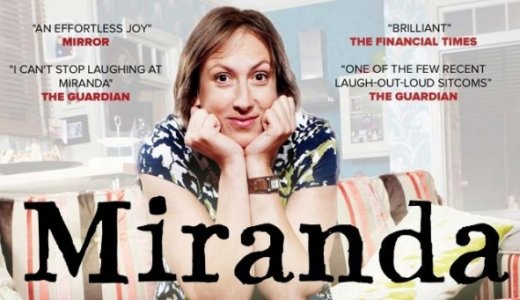 "AN EFFORTLESS JOY"
MIRROR
"I CAN'T STOP LAUGHING AT
MIRANDA"
THE GUARDIAN
"BRILLIANT"
THE FINANCIAL TIMES
"ONE OF THE FEW RECENT
LAUGH-OUT-LOUD SITCOMS"
THE GUARDIAN
Miranda